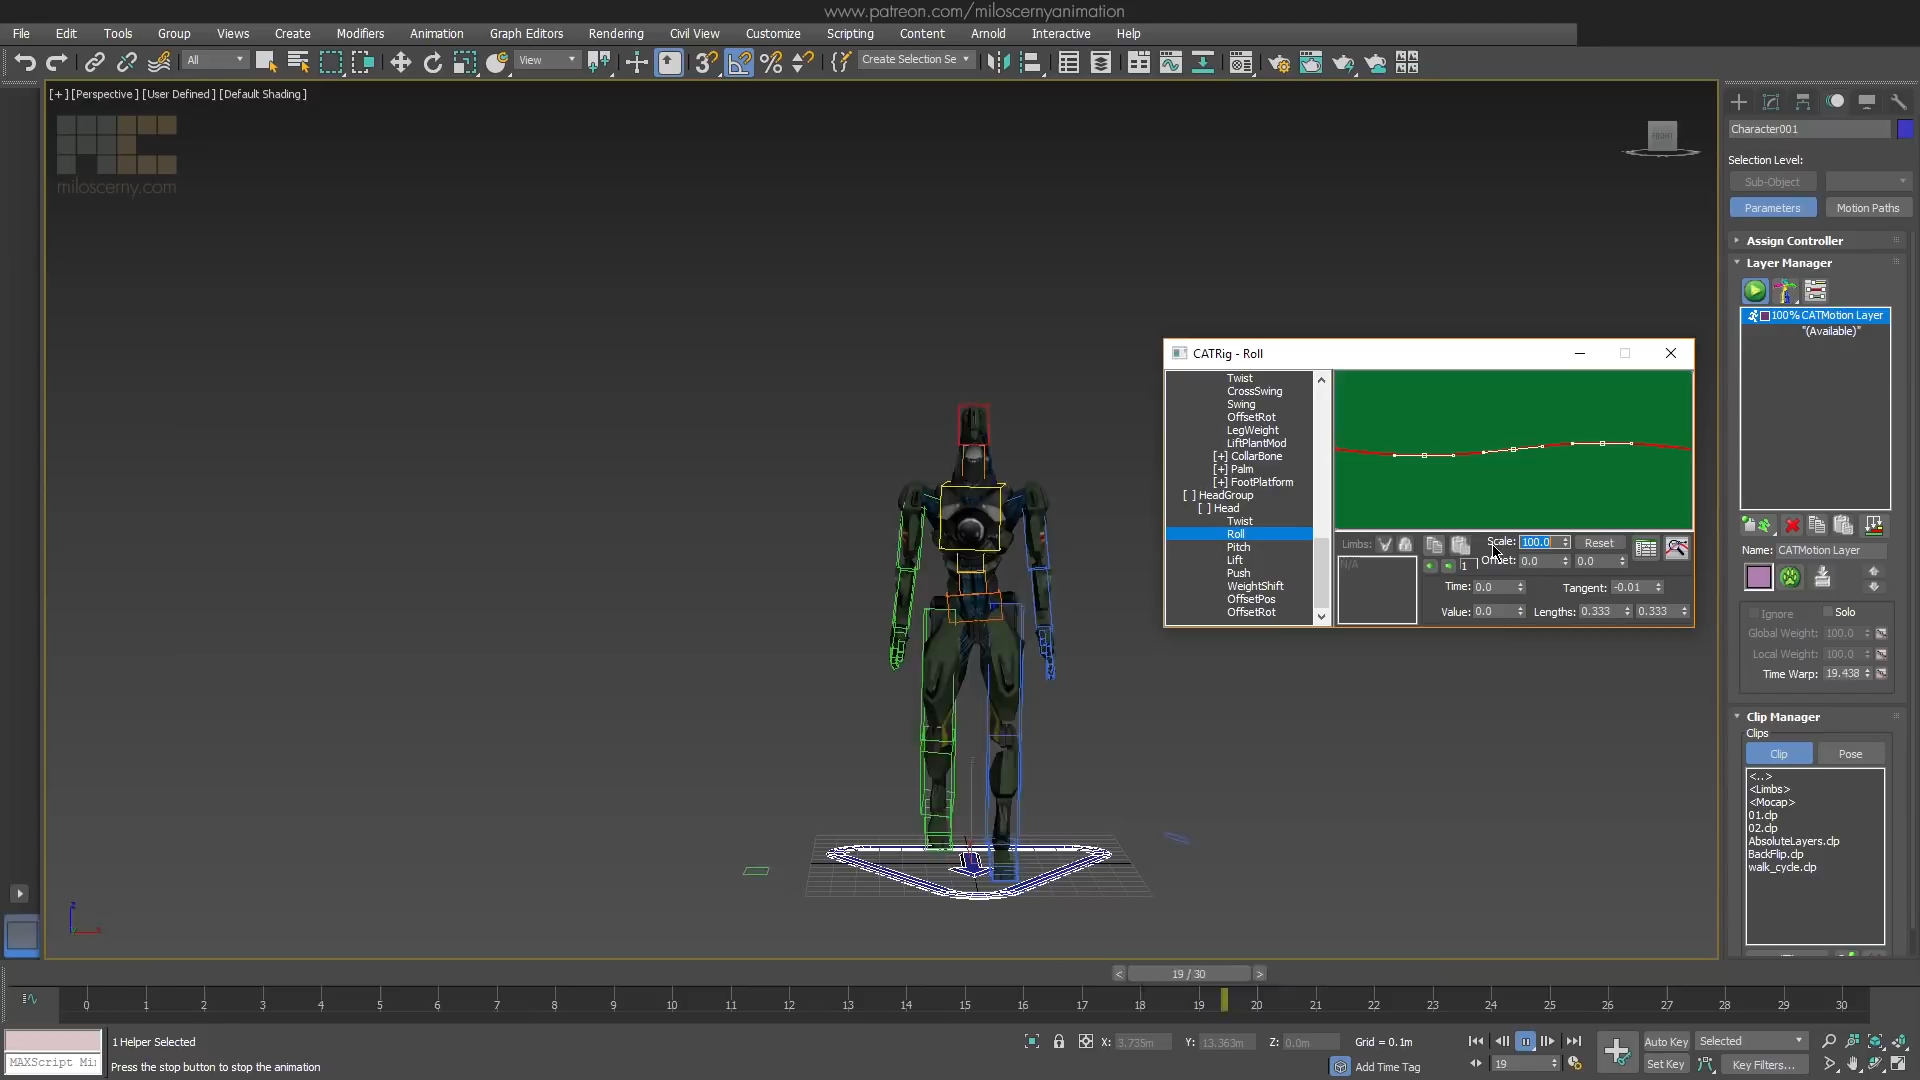 www.patreon.com/miloscernyanimation
File Edit Tools Group Views Create Modifiers Animation Graph Editors Rendering Civil View Customize Scripting Content Arnold Interactive Help
All View Create Selection Se
[+] [Perspective ] [User Defined ] [Default Shading ]
miloscerny.com
FRONT
Character001
Selection Level:
Sub-Object
Parameters Motion Paths
Assign Controller
Layer Manager
100% CATMotion Layer
"(Available)"
Name: CATMotion Layer
Ignore Solo
Global Weight: 100.0
Local Weight: 100.0
Time Warp: 19.438
Clip Manager
Clips
Clip Pose
<..>
<Limbs>
<Mocap>
01.clp
02.clp
AbsoluteLayers.clp
BackFlip.clp
walk_cycle.clp
CATRig - Roll
Twist
CrossSwing
Swing
OffsetRot
LegWeight
LiftPlantMod
[+] CollarBone
[+] Palm
[+] FootPlatform
[ ] HeadGroup
[ ] Head
Twist
Roll
Pitch
Lift
Push
WeightShift
OffsetPos
OffsetRot
Limbs:
N/A
Scale: 100.0 Reset
1 Offset: 0.0 0.0
Time: 0.0 Tangent: -0.01
Value: 0.0 Lengths: 0.333 0.333
< 19 / 30 >
0 1 2 3 4 5 6 7 8 9 10 11 12 13 14 15 16 17 18 19 20 21 22 23 24 25 26 27 28 29 30
1 Helper Selected
X: 3.735m Y: 13.363m Z: 0.0m Grid = 0.1m
Auto Key Selected
MAXScript Mi
Press the stop button to stop the animation
Add Time Tag
19
Set Key Key Filters...